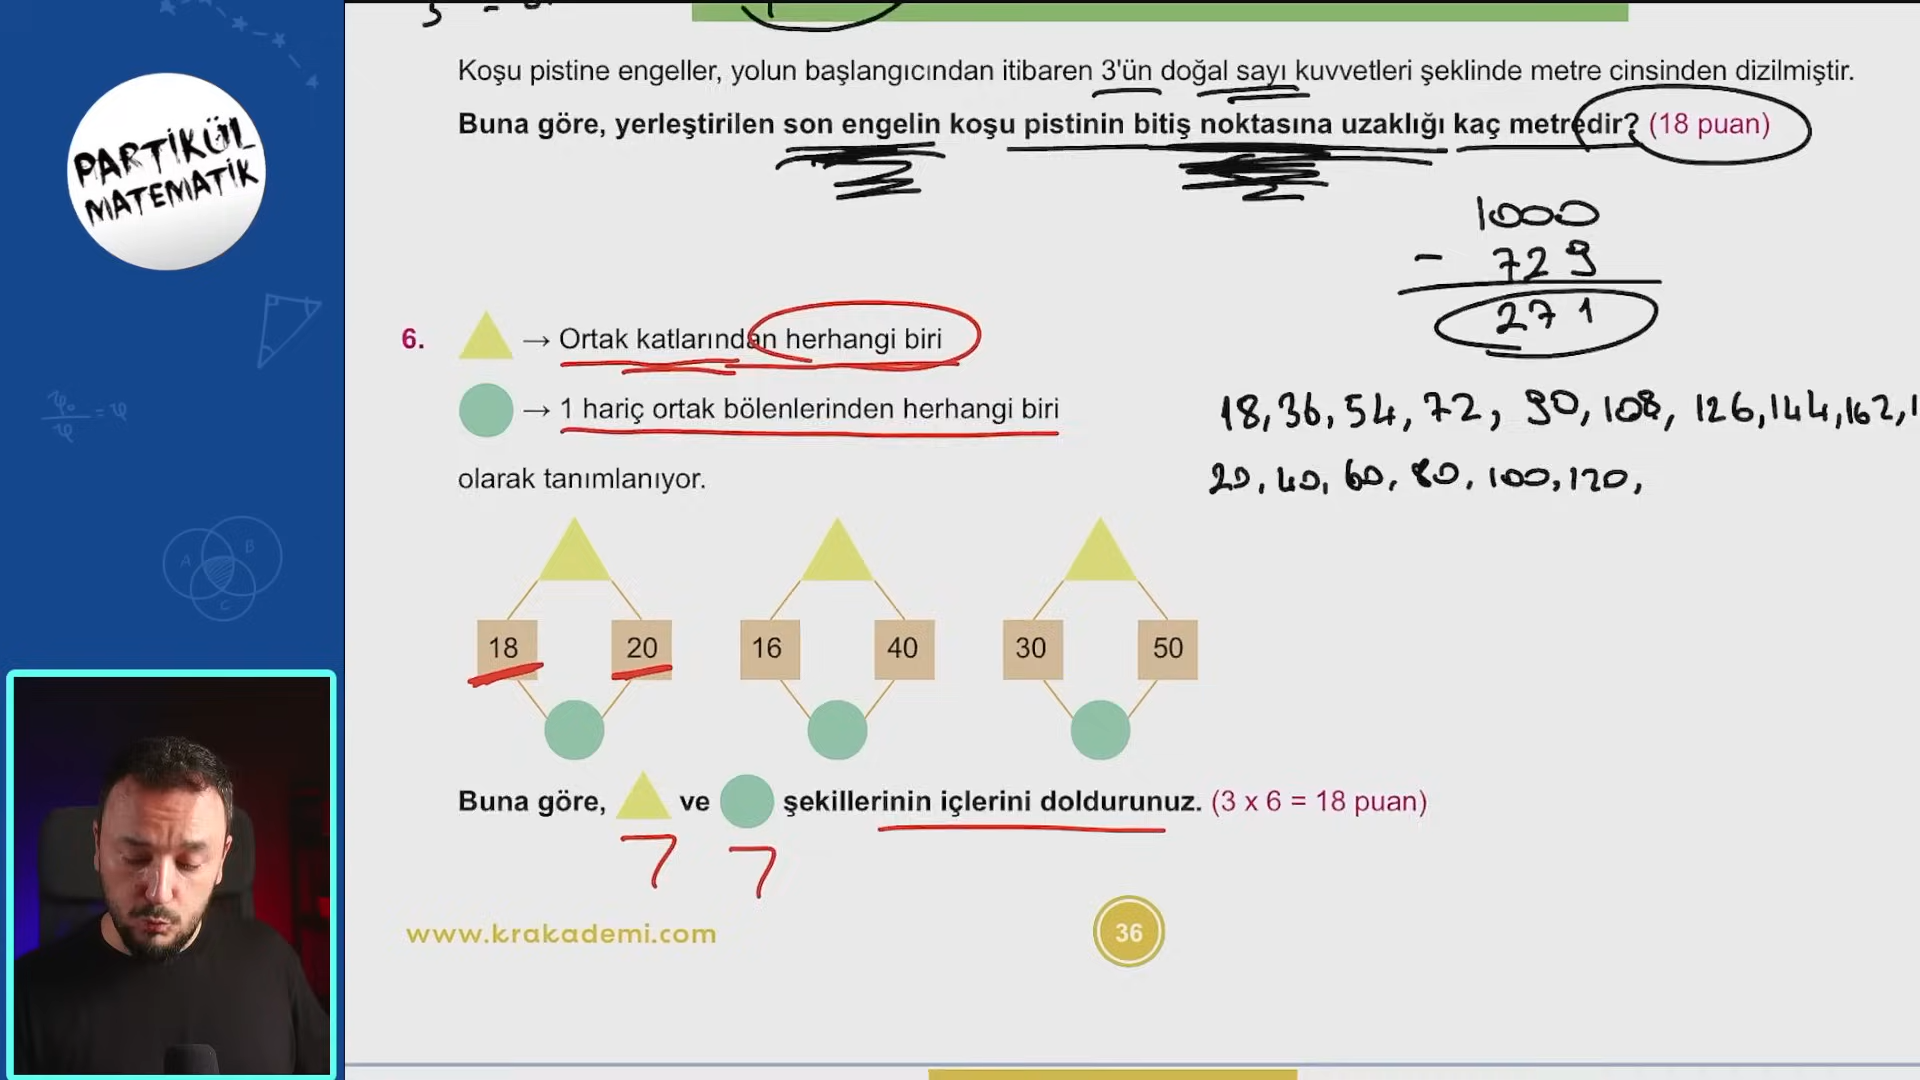 PARTİKÜL
MATEMATİK
Koşu pistine engeller, yolun başlangıcından itibaren 3'ün doğal sayı kuvvetleri şeklinde metre cinsinden dizilmiştir.
Buna göre, yerleştirilen son engelin koşu pistinin bitiş noktasına uzaklığı kaç metredir? (18 puan)
1000
- 729
271
6. → Ortak katlarından herhangi biri
→ 1 hariç ortak bölenlerinden herhangi biri
18, 36, 54, 72, 90, 108, 126, 144, 162, 1
olarak tanımlanıyor.
20, 40, 60, 80, 100, 120,
18 20 16 40 30 50
Buna göre, ve şekillerinin içlerini doldurunuz. (3 x 6 = 18 puan)
www.krakademi.com
36
A B
C